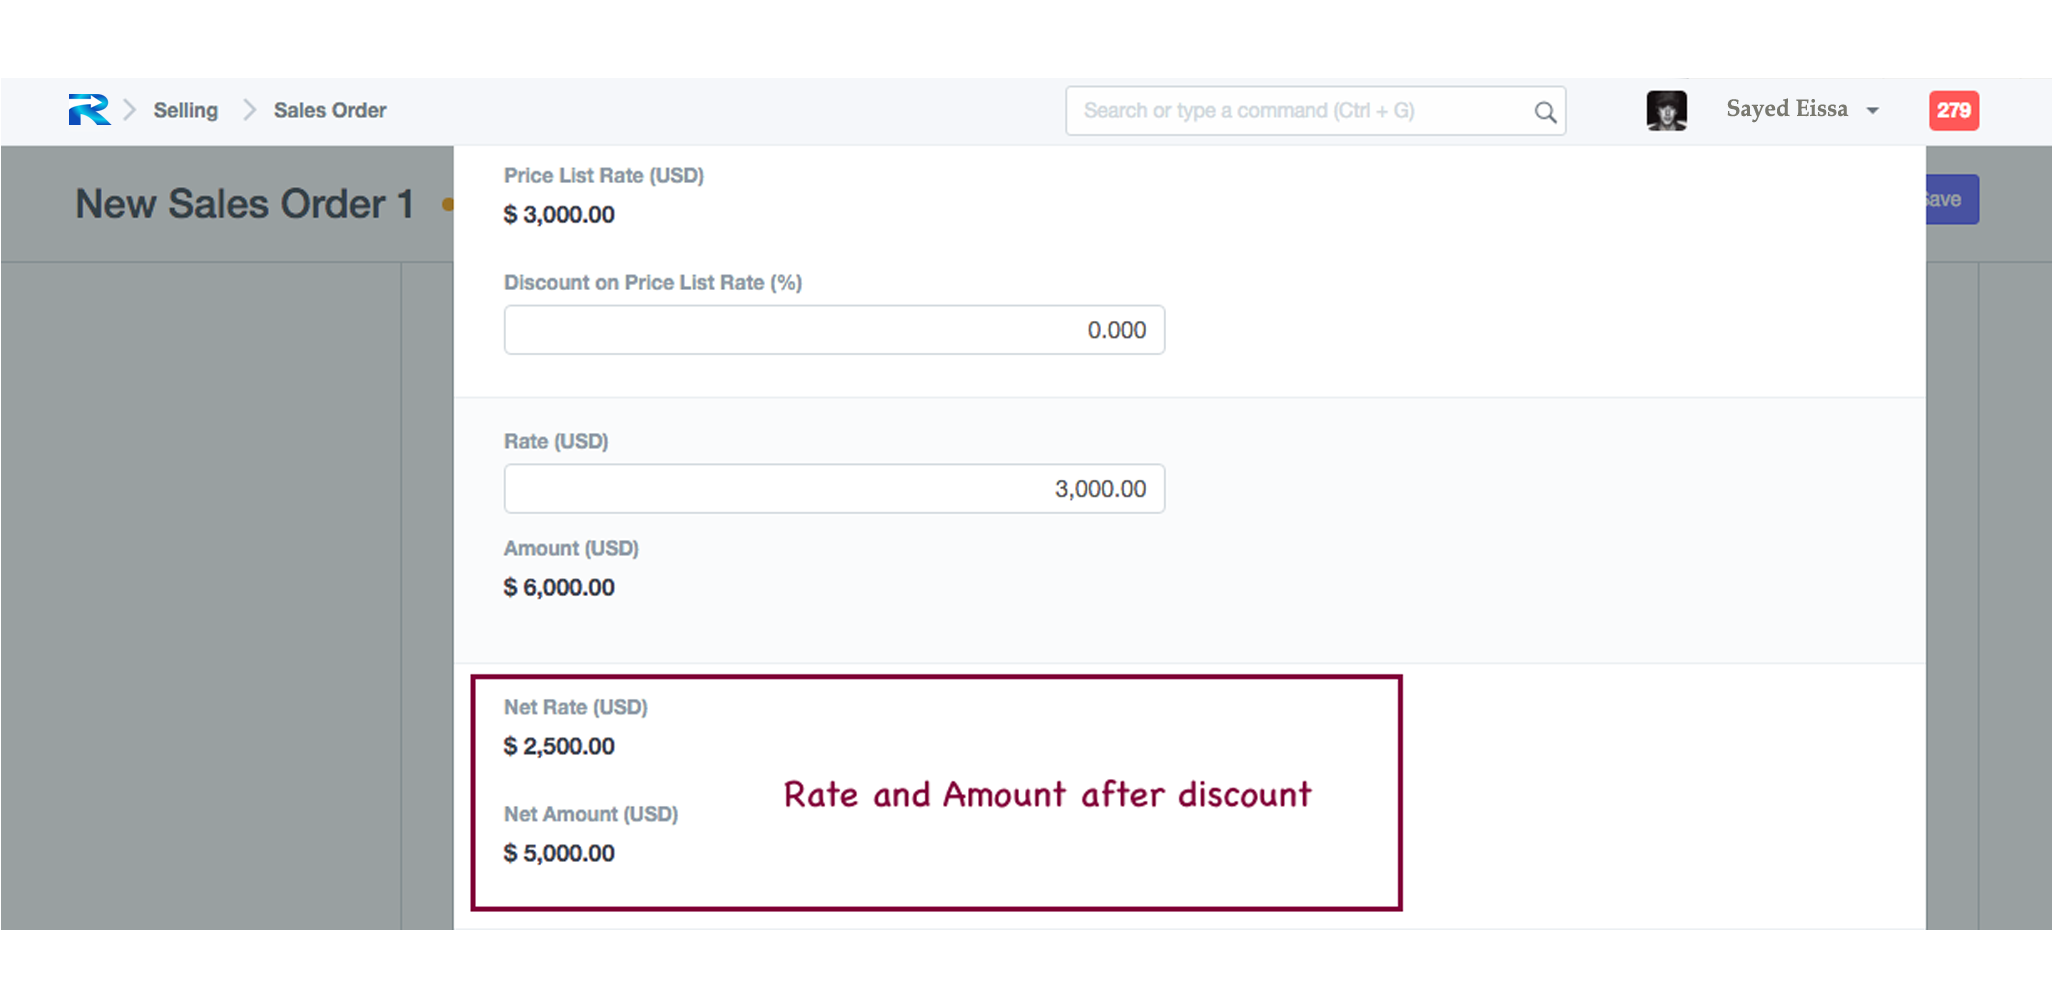 Selling
Sales Order
Search or type a command (Ctrl + G)
Sayed Eissa
279
New Sales Order 1
Price List Rate (USD)
$ 3,000.00
Discount on Price List Rate (%)
0.000
Rate (USD)
3,000.00
Amount (USD)
$ 6,000.00
Net Rate (USD)
$ 2,500.00
Rate and Amount after discount
Net Amount (USD)
$ 5,000.00